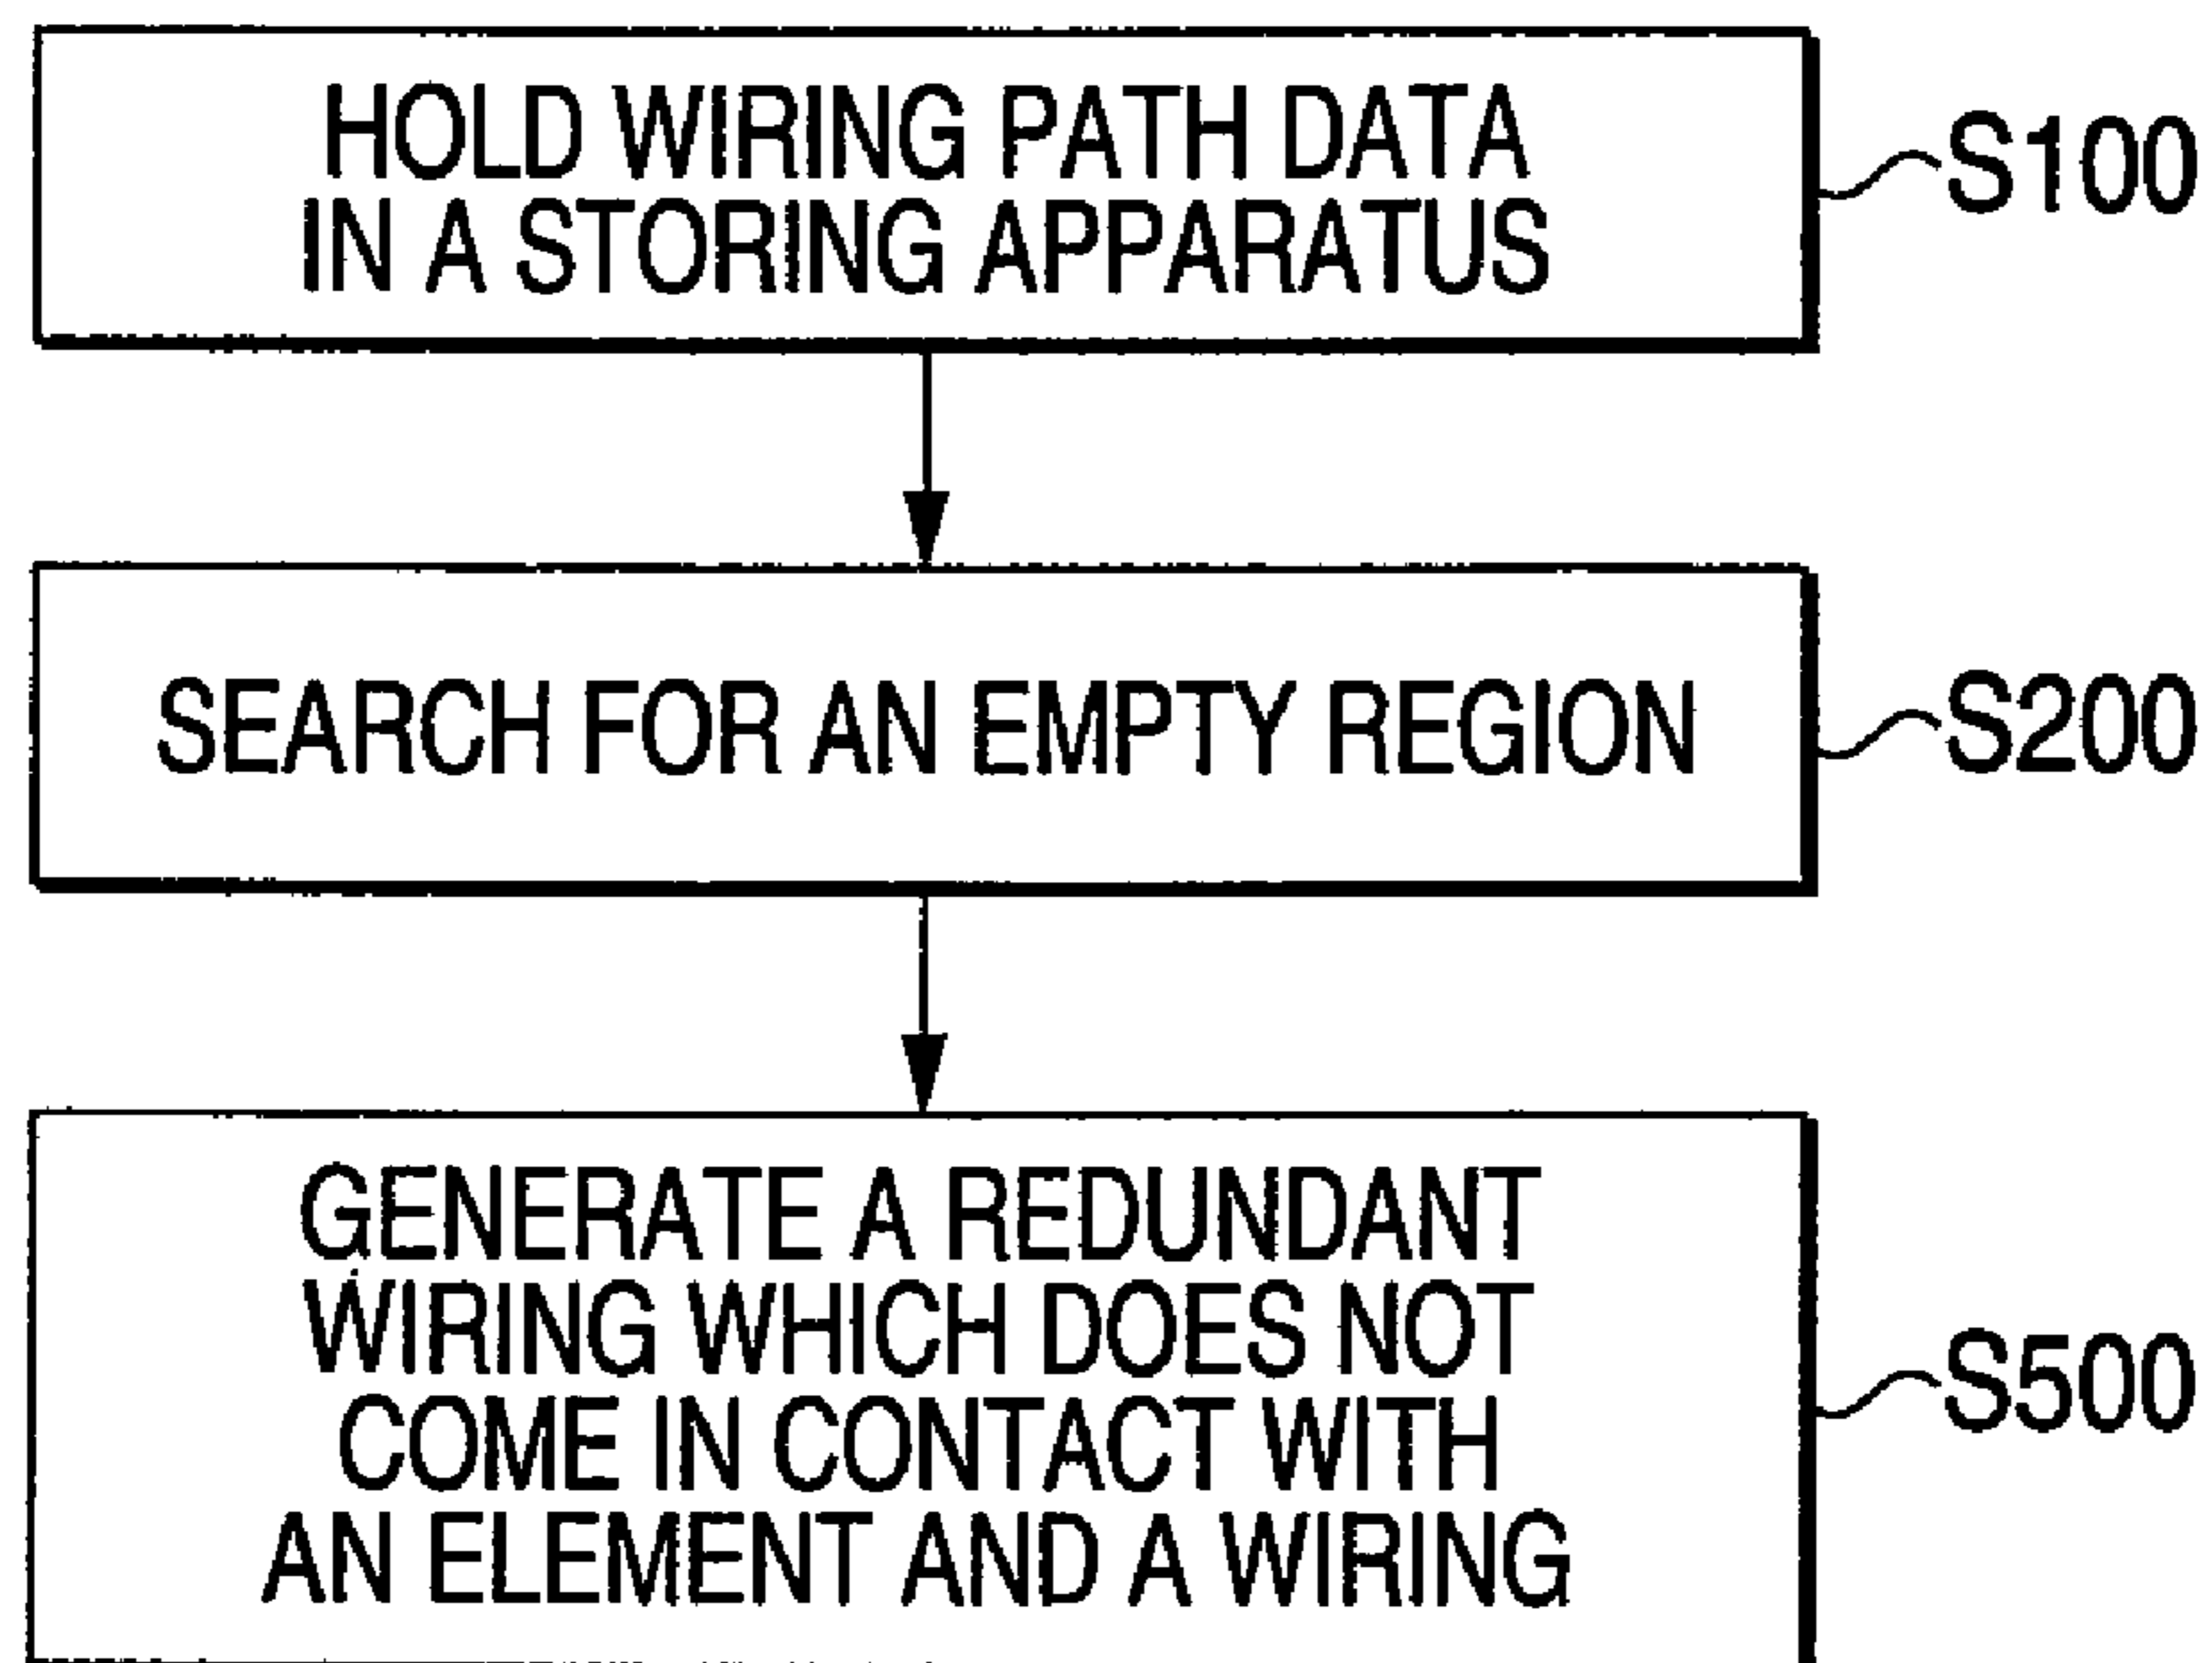 HOLD WIRING PATH DATA
IN A STORING APPARATUS
S100
SEARCH FOR AN EMPTY REGION
S200
GENERATE A REDUNDANT
WIRING WHICH DOES NOT
COME IN CONTACT WITH
AN ELEMENT AND A WIRING
S500